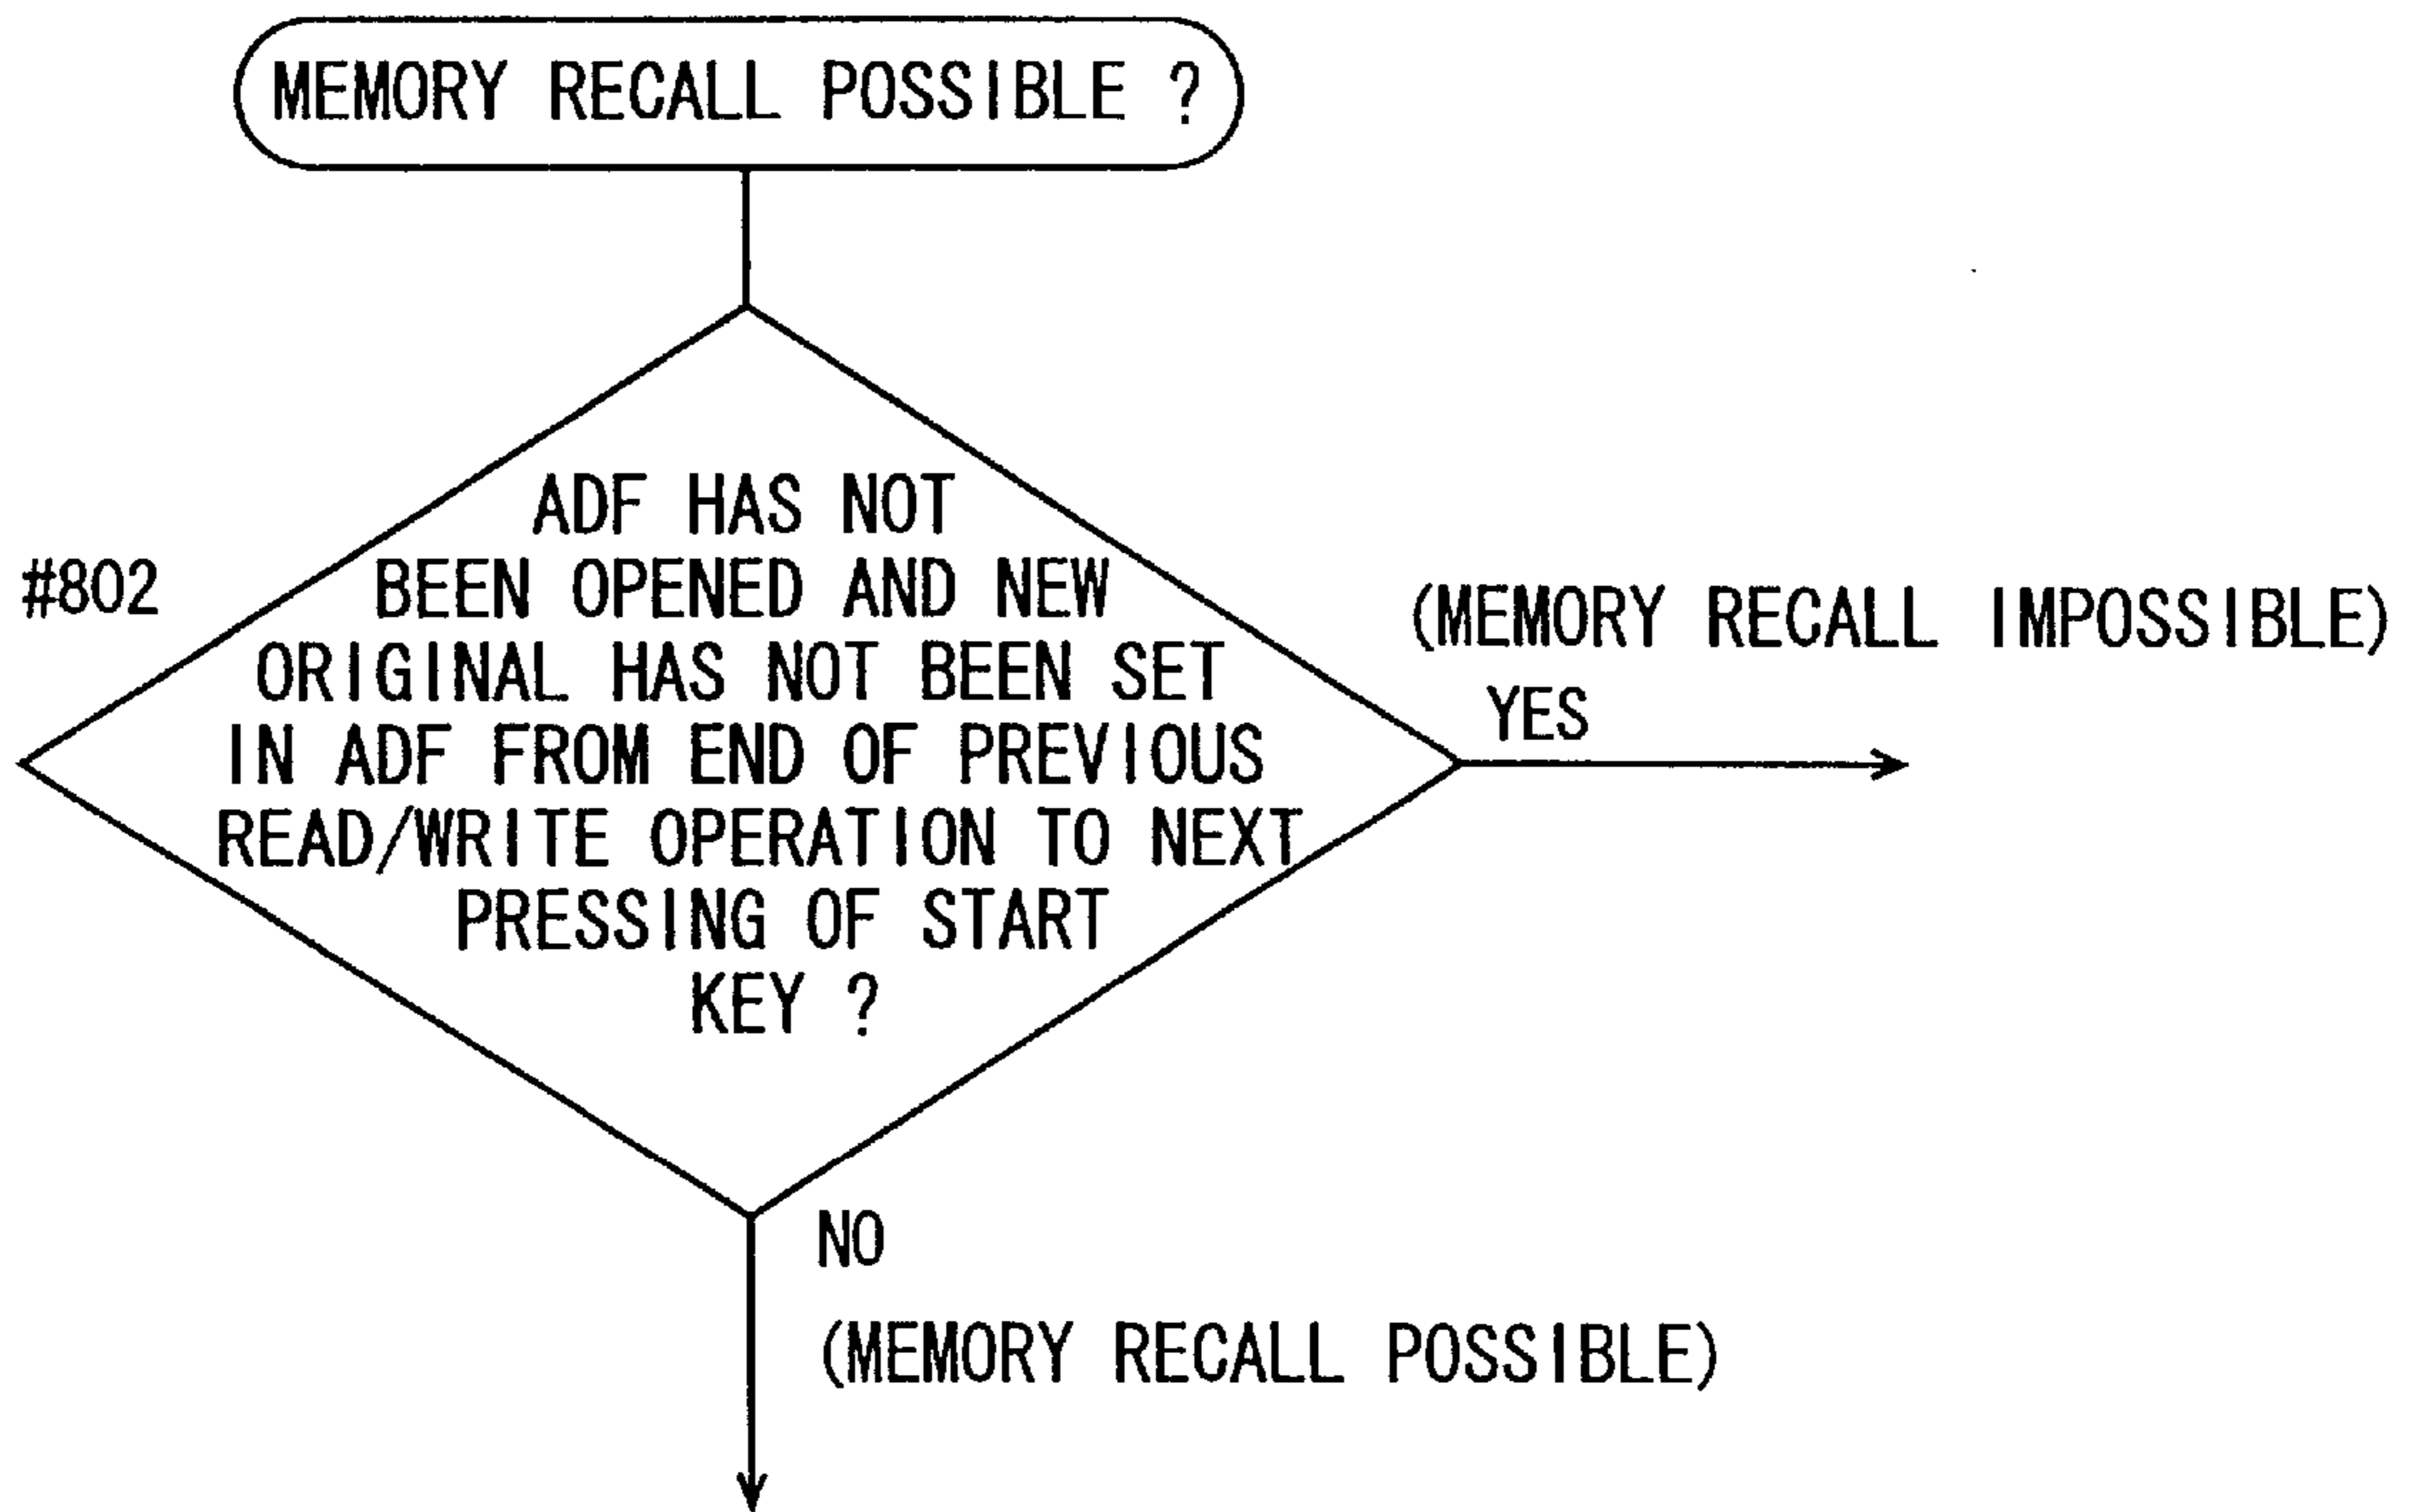 MEMORY RECALL POSSIBLE ?
ADF HAS NOT
BEEN OPENED AND NEW
ORIGINAL HAS NOT BEEN SET
IN ADF FROM END OF PREVIOUS
READ/WRITE OPERATION TO NEXT
PRESSING OF START
KEY ?
#802
(MEMORY RECALL IMPOSSIBLE)
YES
NO
(MEMORY RECALL POSSIBLE)